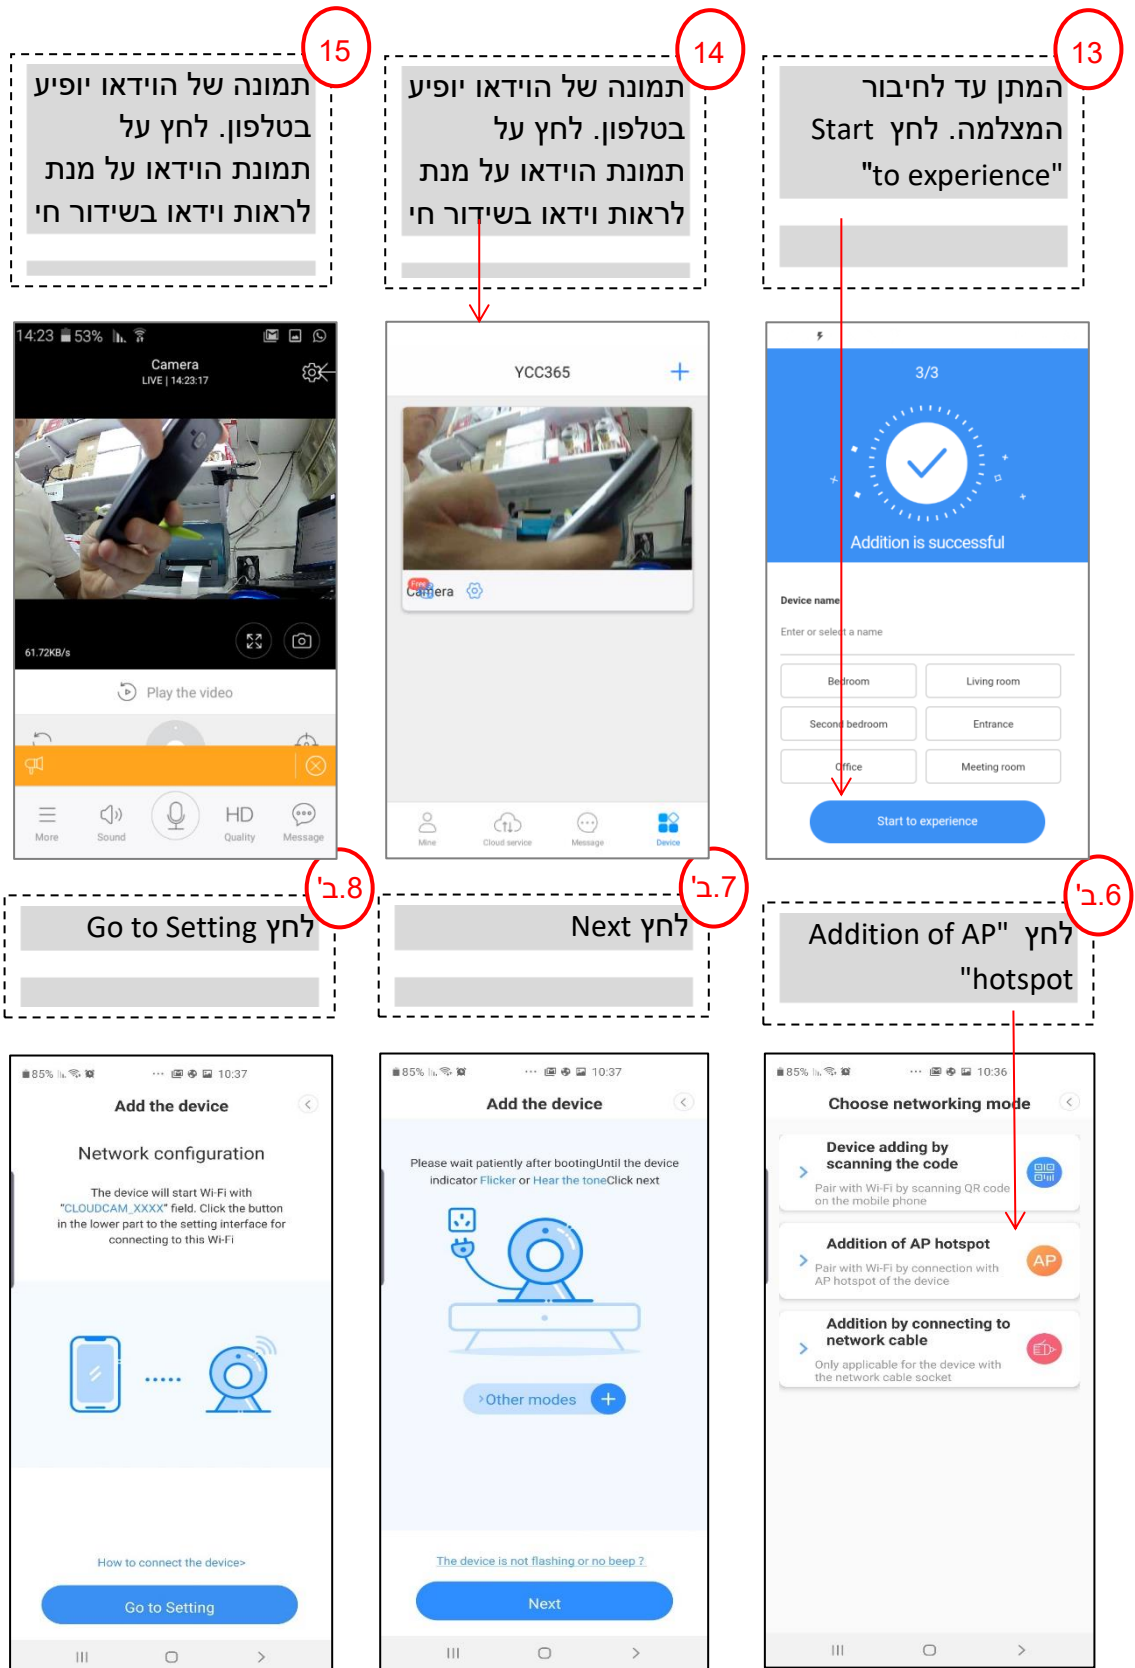 13
המתן עד לחיבור
המצלמה. לחץ Start
"to experience"
3/3
Addition is successful
Device name
Enter or select a name
Bedroom
Living room
Second bedroom
Entrance
Office
Meeting room
Start to experience
14
תמונה של הוידאו יופיע
בטלפון. לחץ על
תמונת הוידאו על מנת
לראות וידאו בשידור חי
YCC365
Free
Camera
Mine
Cloud service
Message
Device
15
תמונה של הוידאו יופיע
בטלפון. לחץ על
תמונת הוידאו על מנת
לראות וידאו בשידור חי
14:23 53%
Camera
LIVE | 14:23:17
61.72KB/s
Play the video
More
Sound
HD
Quality
Message
6.ב'
לחץ "Addition of AP
hotspot"
85% ... 10:36
Choose networking mode
Device adding by
scanning the code
Pair with Wi-Fi by scanning QR code
on the mobile phone
Addition of AP hotspot
Pair with Wi-Fi by connection with
AP hotspot of the device
AP
Addition by connecting to
network cable
Only applicable for the device with
the network cable socket
7.ב'
לחץ Next
85% ... 10:37
Add the device
Please wait patiently after bootingUntil the device
indicator Flicker or Hear the toneClick next
>Other modes +
The device is not flashing or no beep ?
Next
8.ב'
לחץ Go to Setting
85% ... 10:37
Add the device
Network configuration
The device will start Wi-Fi with
"CLOUDCAM_XXXX" field. Click the button
in the lower part to the setting interface for
connecting to this Wi-Fi
How to connect the device>
Go to Setting